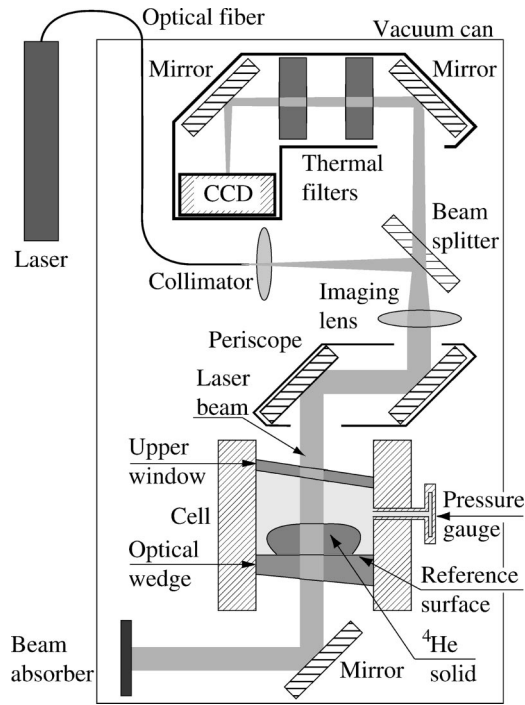 Optical fiber
Vacuum can
Mirror
Mirror
CCD
Thermal
filters
Laser
Collimator
Beam
splitter
Imaging
lens
Periscope
Laser
beam
Upper
window
Cell
Pressure
gauge
Optical
wedge
Reference
surface
⁴He
solid
Beam
absorber
Mirror